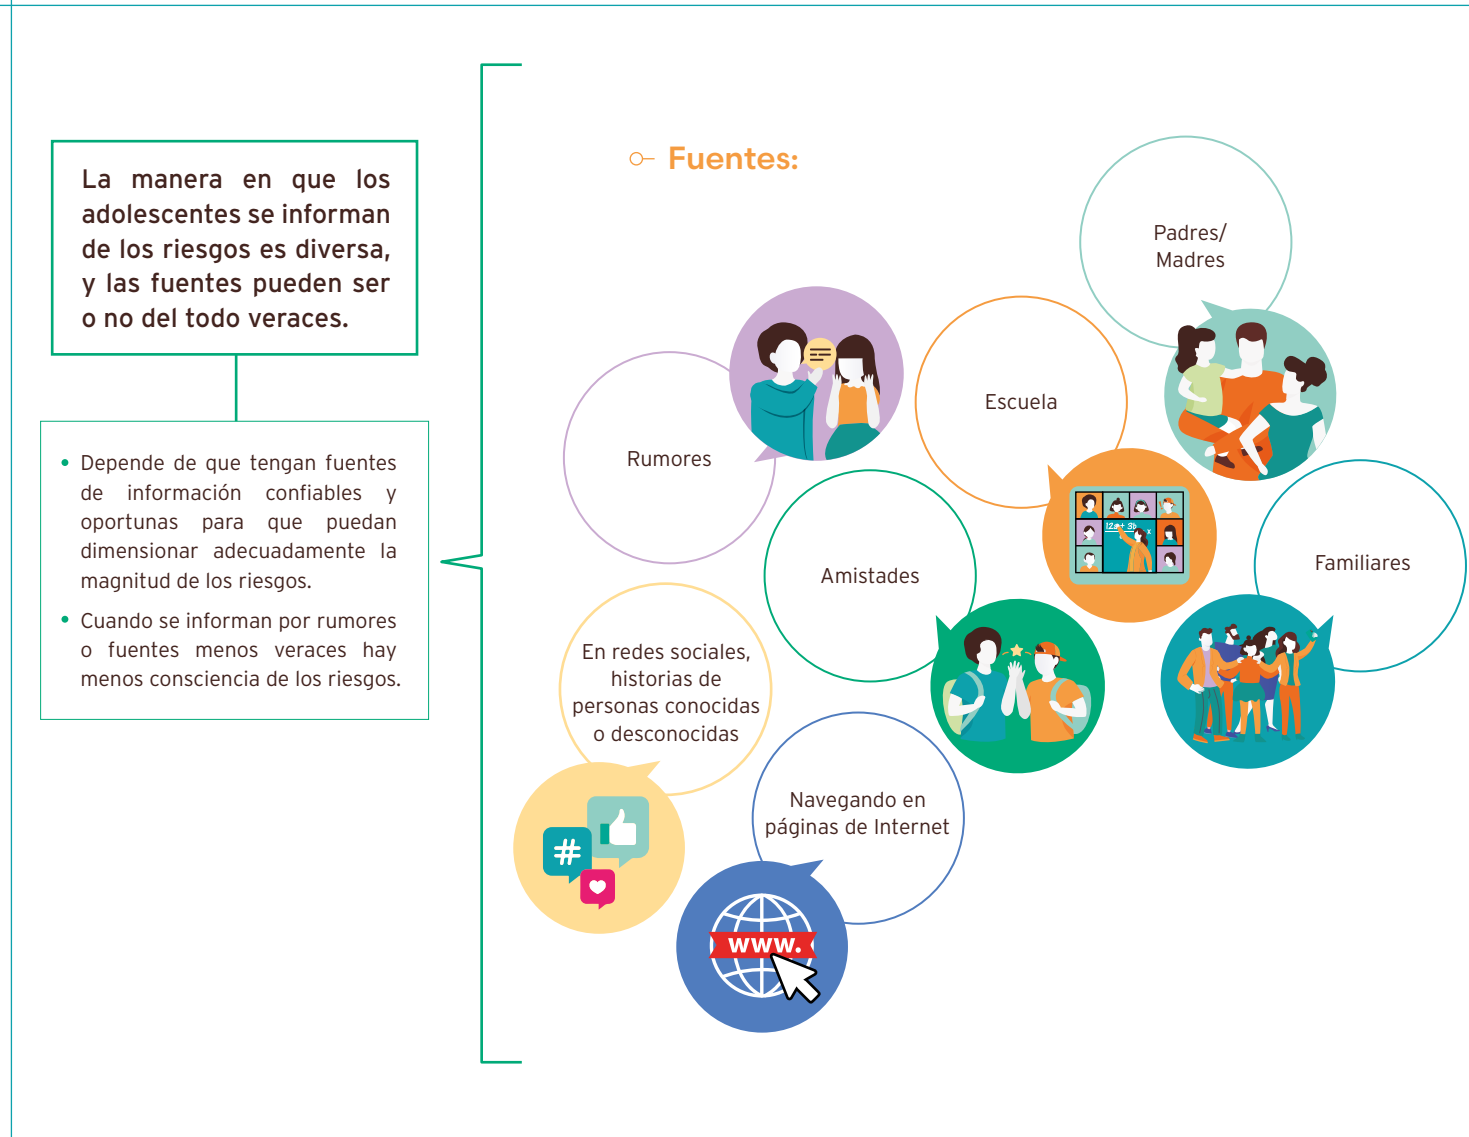 La manera en que los
adolescentes se informan
de los riesgos es diversa,
y las fuentes pueden ser
o no del todo veraces.
• Depende de que tengan fuentes
de información confiables y
oportunas para que puedan
dimensionar adecuadamente la
magnitud de los riesgos.
• Cuando se informan por rumores
o fuentes menos veraces hay
menos consciencia de los riesgos.
Fuentes:
Padres/
Madres
Escuela
Rumores
Amistades
Familiares
En redes sociales,
historias de
personas conocidas
o desconocidas
Navegando en
páginas de Internet
#
www.